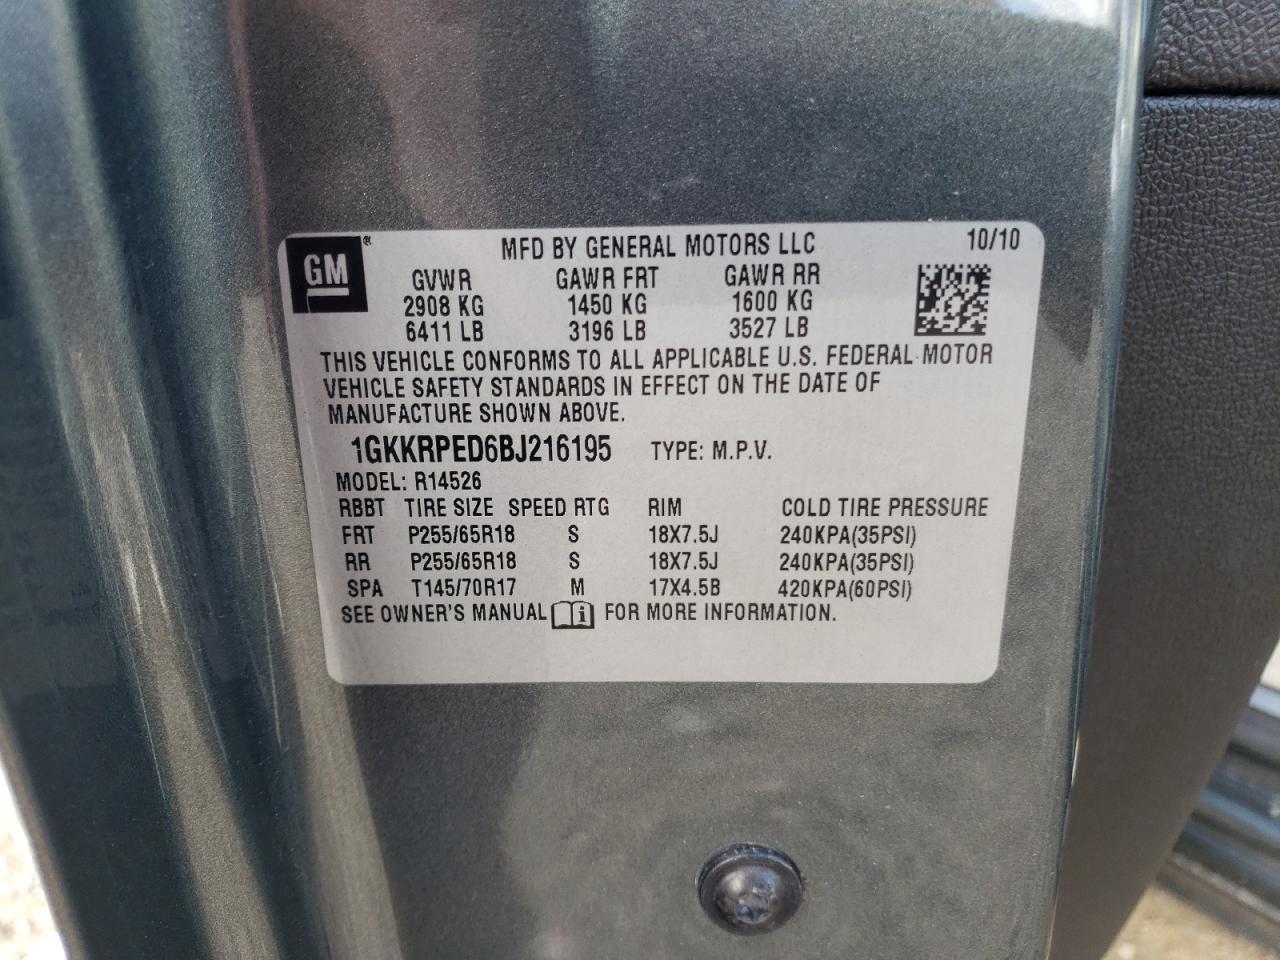 GM ® MFD BY GENERAL MOTORS LLC 10/10
GVWR GAWR FRT GAWR RR
2908 KG 1450 KG 1600 KG
6411 LB 3196 LB 3527 LB
THIS VEHICLE CONFORMS TO ALL APPLICABLE U.S. FEDERAL MOTOR
VEHICLE SAFETY STANDARDS IN EFFECT ON THE DATE OF
MANUFACTURE SHOWN ABOVE.
1GKKRPED6BJ216195 TYPE: M.P.V.
MODEL: R14526
RBBT TIRE SIZE SPEED RTG RIM COLD TIRE PRESSURE
FRT P255/65R18 S 18X7.5J 240KPA(35PSI)
RR P255/65R18 S 18X7.5J 240KPA(35PSI)
SPA T145/70R17 M 17X4.5B 420KPA(60PSI)
SEE OWNER'S MANUAL i FOR MORE INFORMATION.